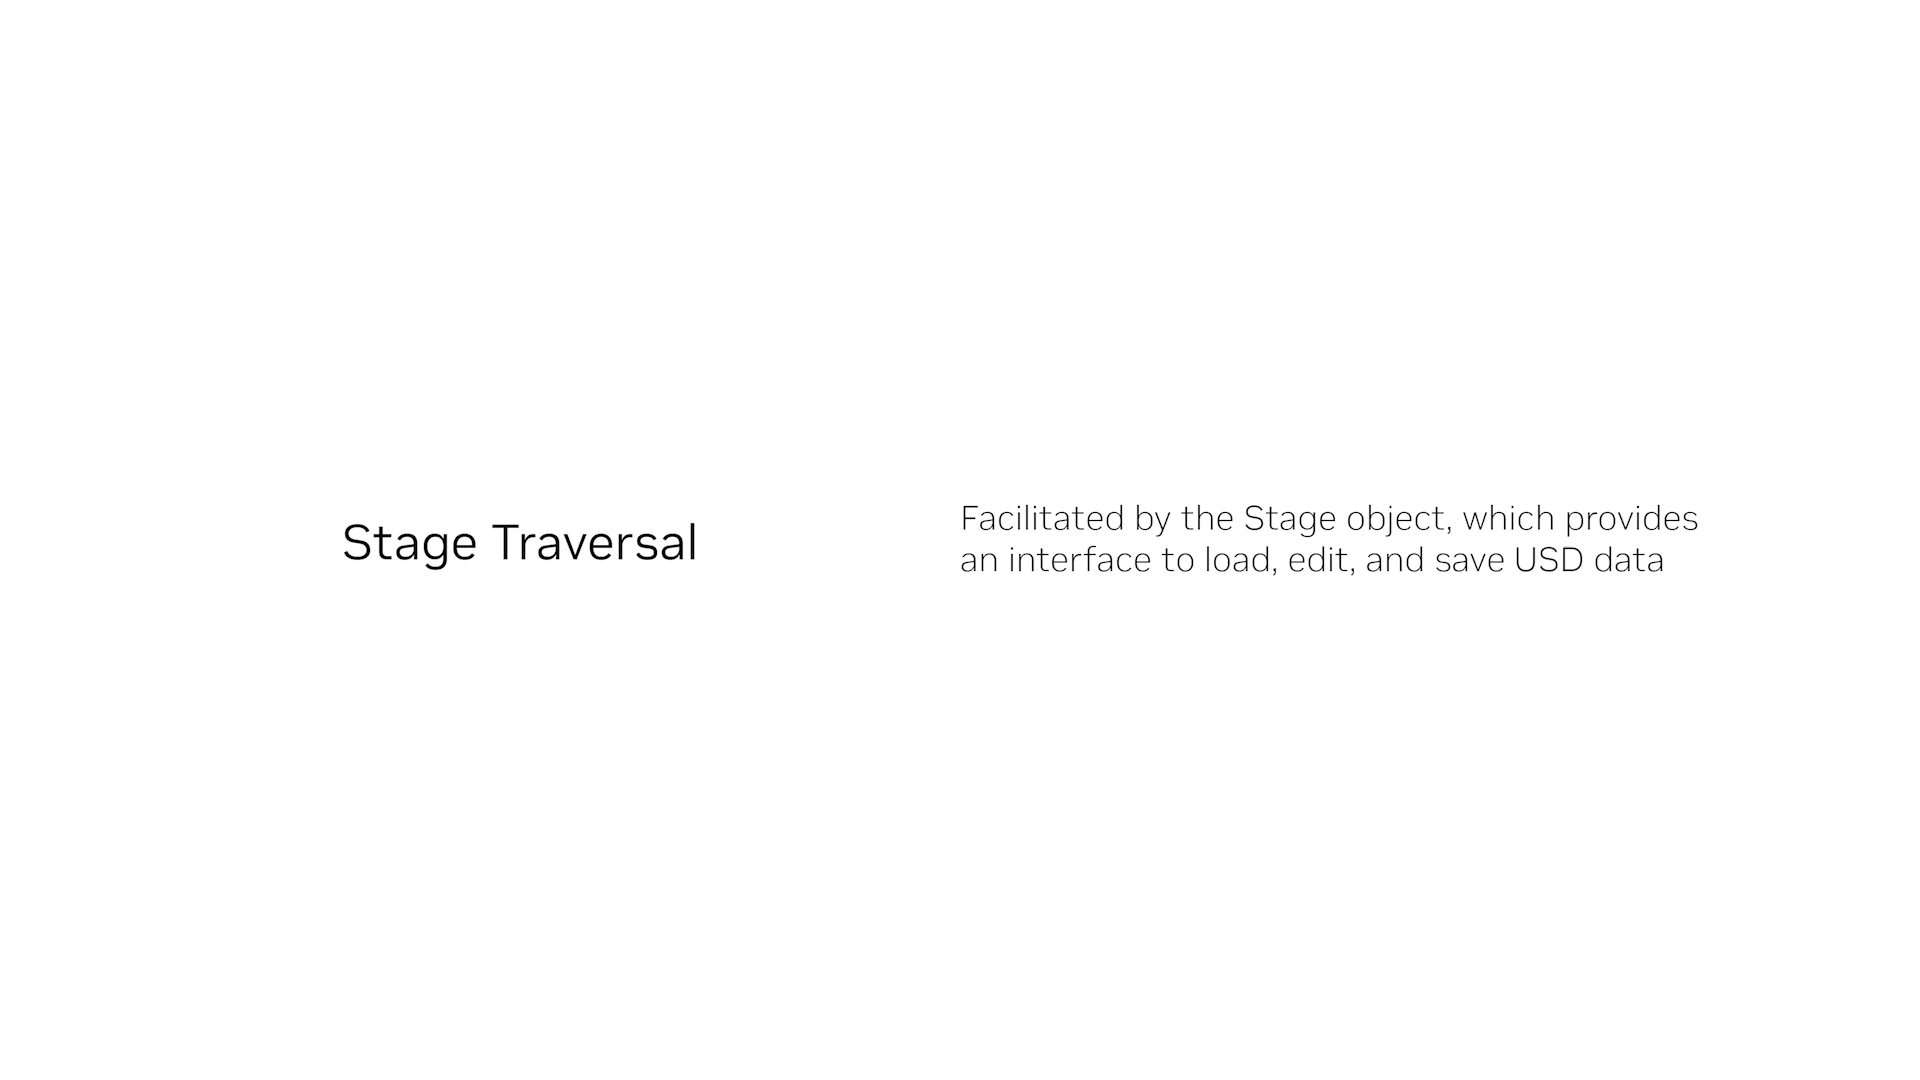 Stage Traversal
Facilitated by the Stage object, which provides
an interface to load, edit, and save USD data